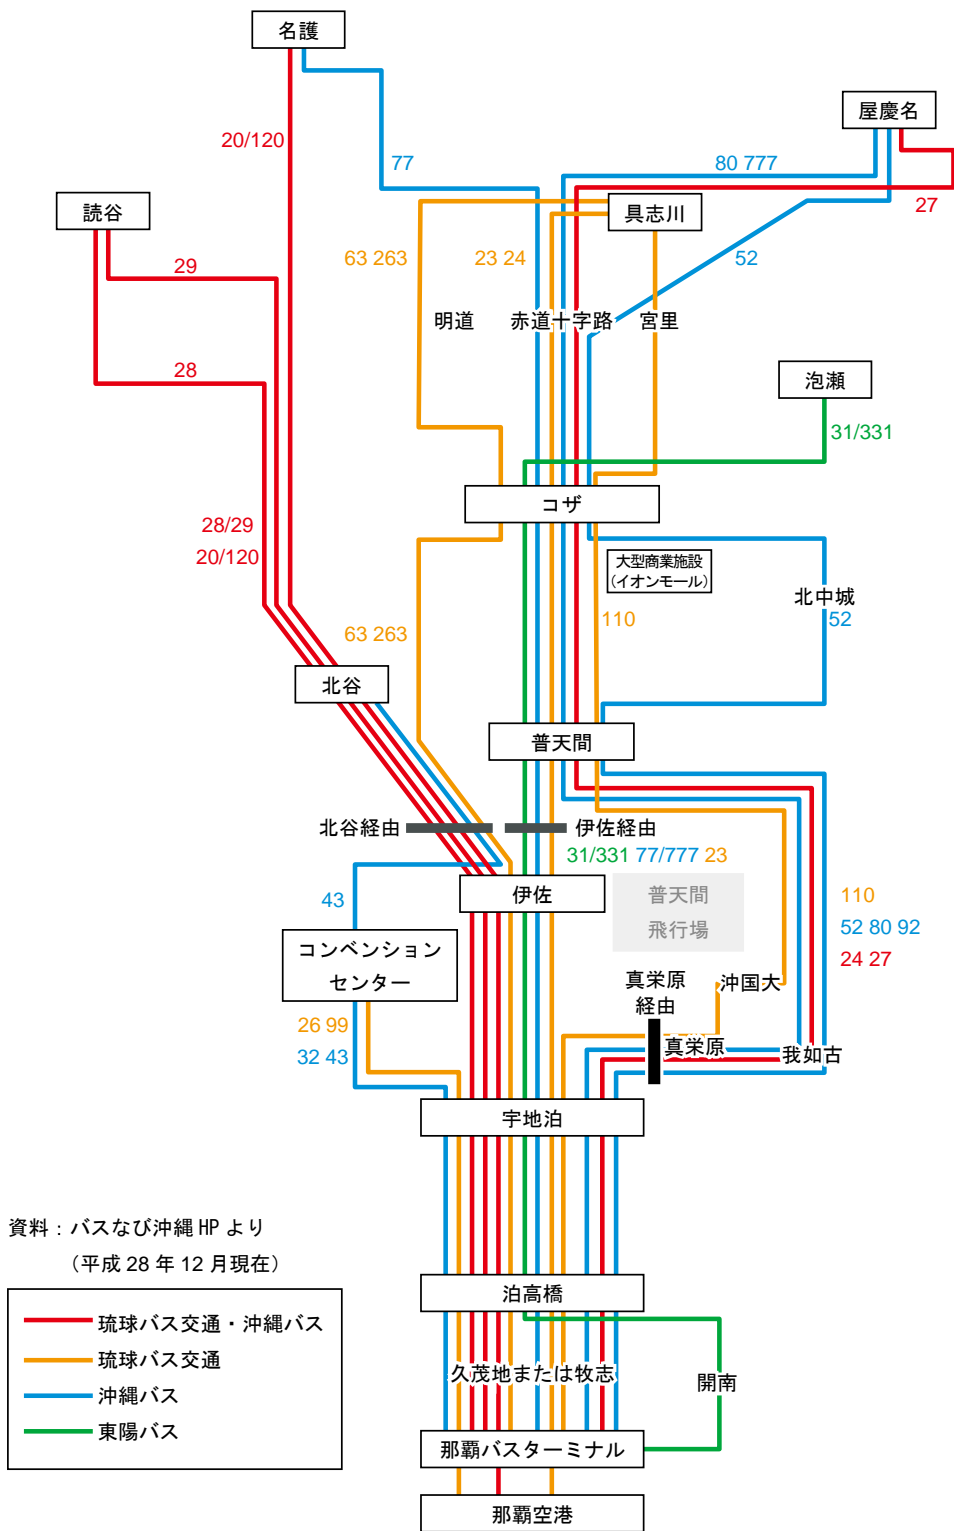 名護
屋慶名
20/120
77
80 777
27
読谷
具志川
29
63 263
23 24
52
明道
赤道十字路
宮里
28
泡瀬
31/331
コザ
28/29
20/120
大型商業施設
(イオンモール)
北中城
52
110
63 263
北谷
普天間
北谷経由
伊佐経由
31/331 77/777 23
伊佐
普天間
飛行場
43
110
52 80 92
24 27
コンベンション
センター
真栄原
経由
沖国大
26 99
32 43
真栄原
我如古
宇地泊
資料：バスなび沖縄 HP より
（平成 28 年 12 月現在）
泊高橋
琉球バス交通・沖縄バス
琉球バス交通
沖縄バス
東陽バス
久茂地または牧志
開南
那覇バスターミナル
那覇空港